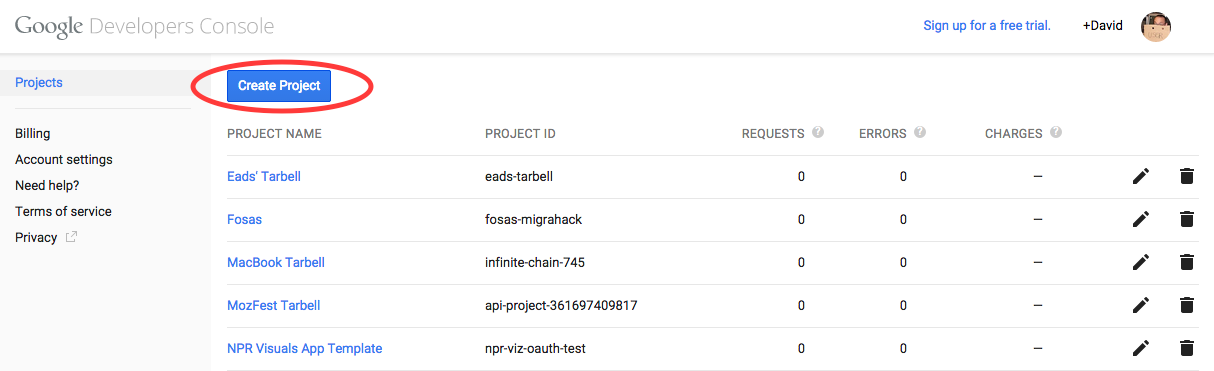 Google Developers Console Sign up for a free trial. +David
Projects
Create Project
Billing
Account settings
Need help?
Terms of service
Privacy
PROJECT NAME PROJECT ID REQUESTS ? ERRORS ? CHARGES ?
Eads' Tarbell eads-tarbell 0 0 —
Fosas fosas-migrahack 0 0 —
MacBook Tarbell infinite-chain-745 0 0 —
MozFest Tarbell api-project-361697409817 0 0 —
NPR Visuals App Template npr-viz-oauth-test 0 0 —